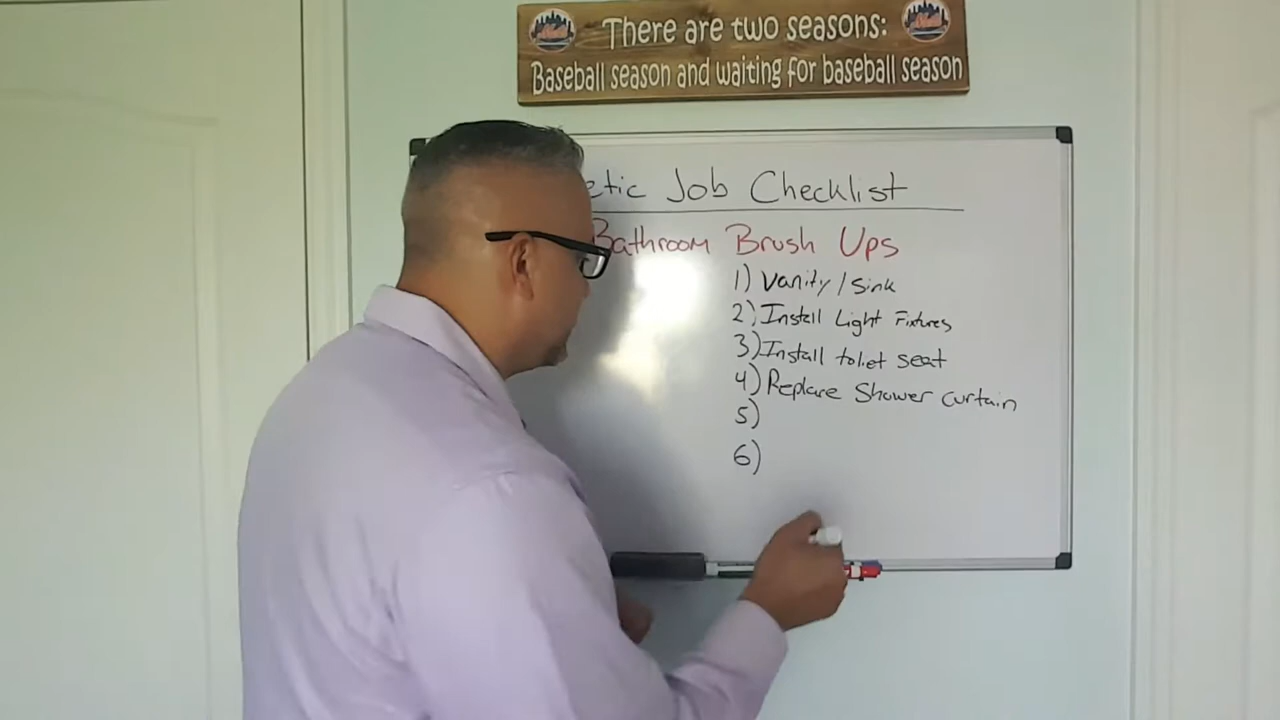 There are two seasons:
Baseball season and waiting for baseball season
etic Job Checklist
Bathroom Brush Ups
1) Vanity / Sink
2) Install Light Fixtures
3) Install toliet seat
4) Replace Shower curtain
5)
6)